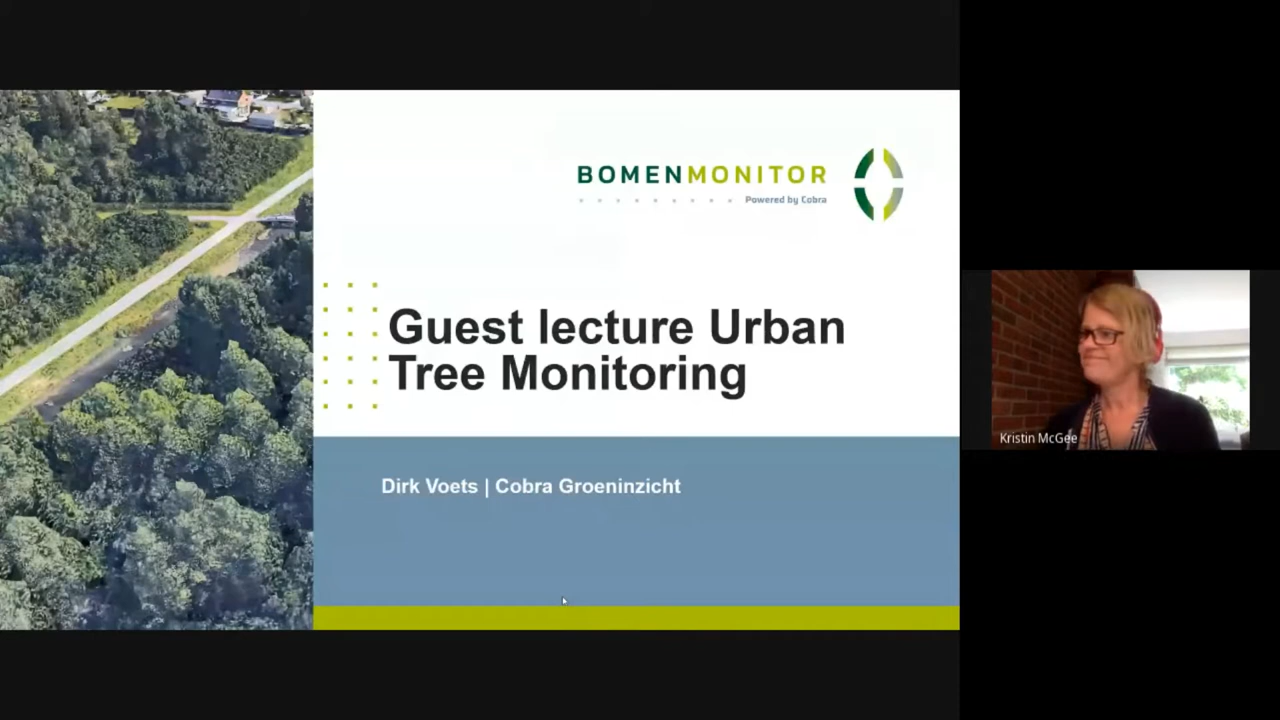 BOMENMONITOR
Powered by Cobra
Guest lecture Urban
Tree Monitoring
Dirk Voets | Cobra Groeninzicht
Kristin McGee